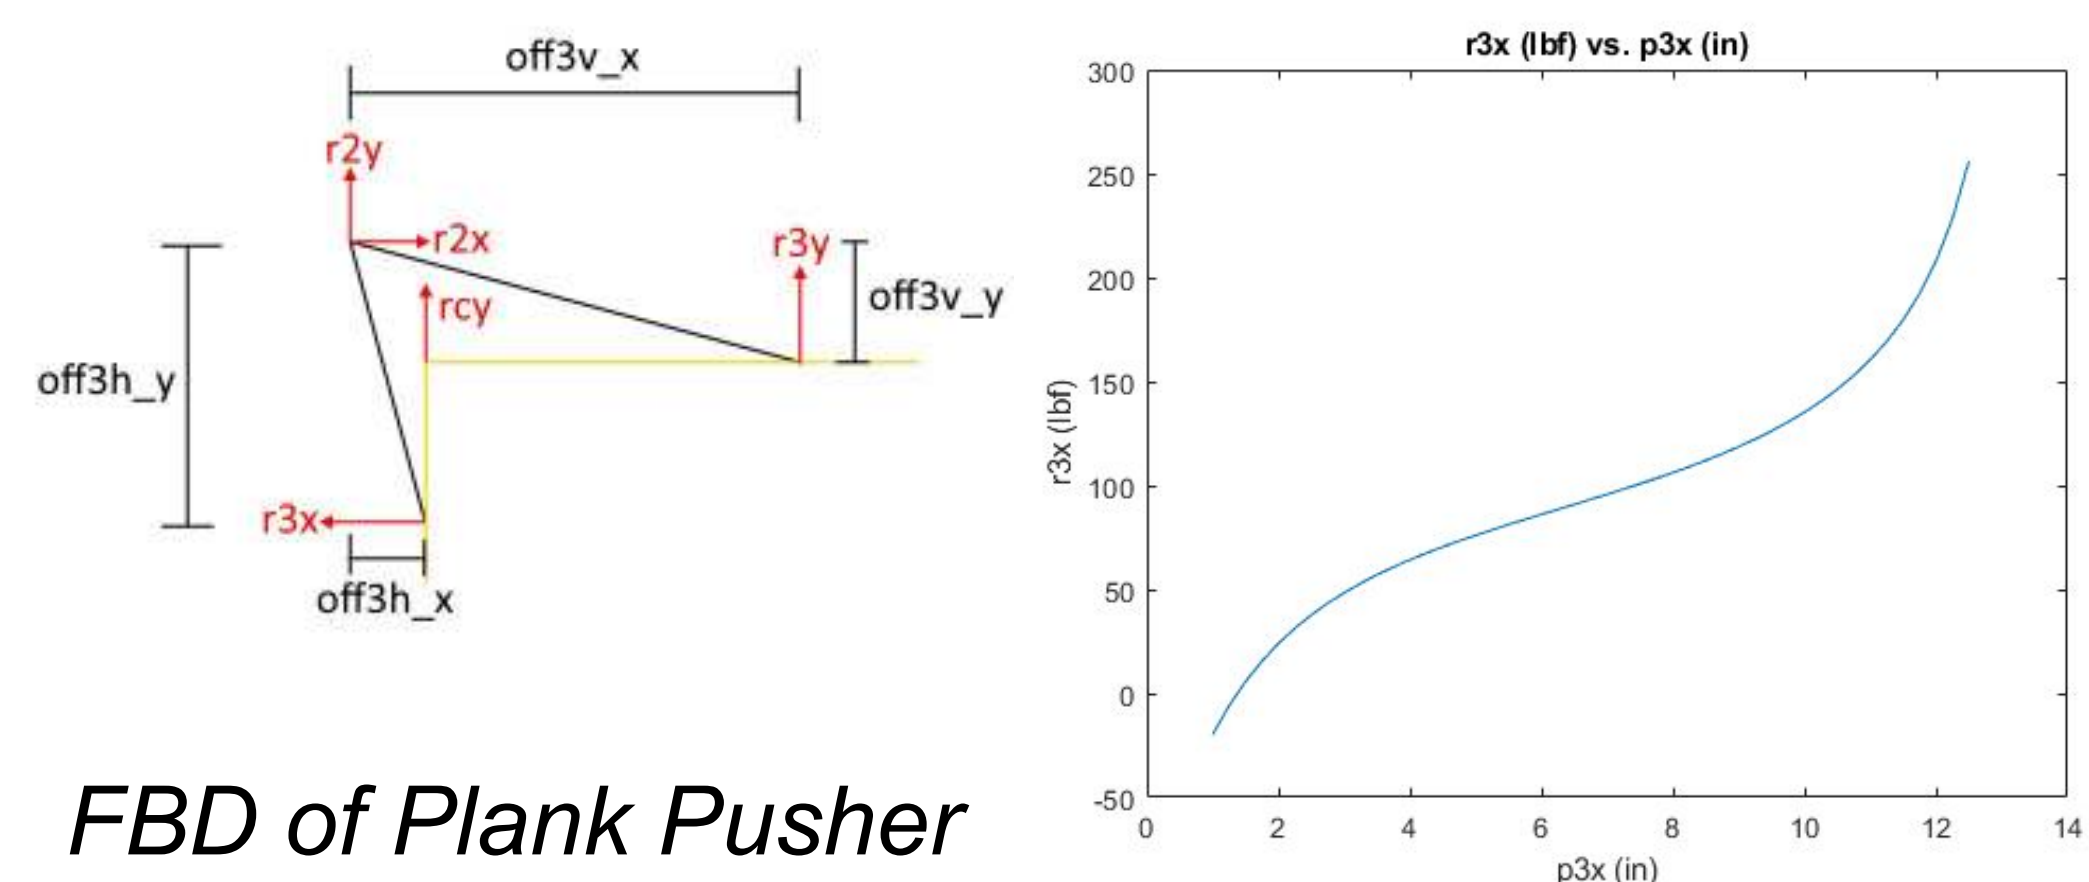 off3v_x
r2y
r2x
r3y
rcy
off3v_y
off3h_y
r3x
off3h_x
FBD of Plank Pusher
r3x (lbf) vs. p3x (in)
300
250
200
150
100
50
0
-50
r3x (lbf)
0 2 4 6 8 10 12 14
p3x (in)